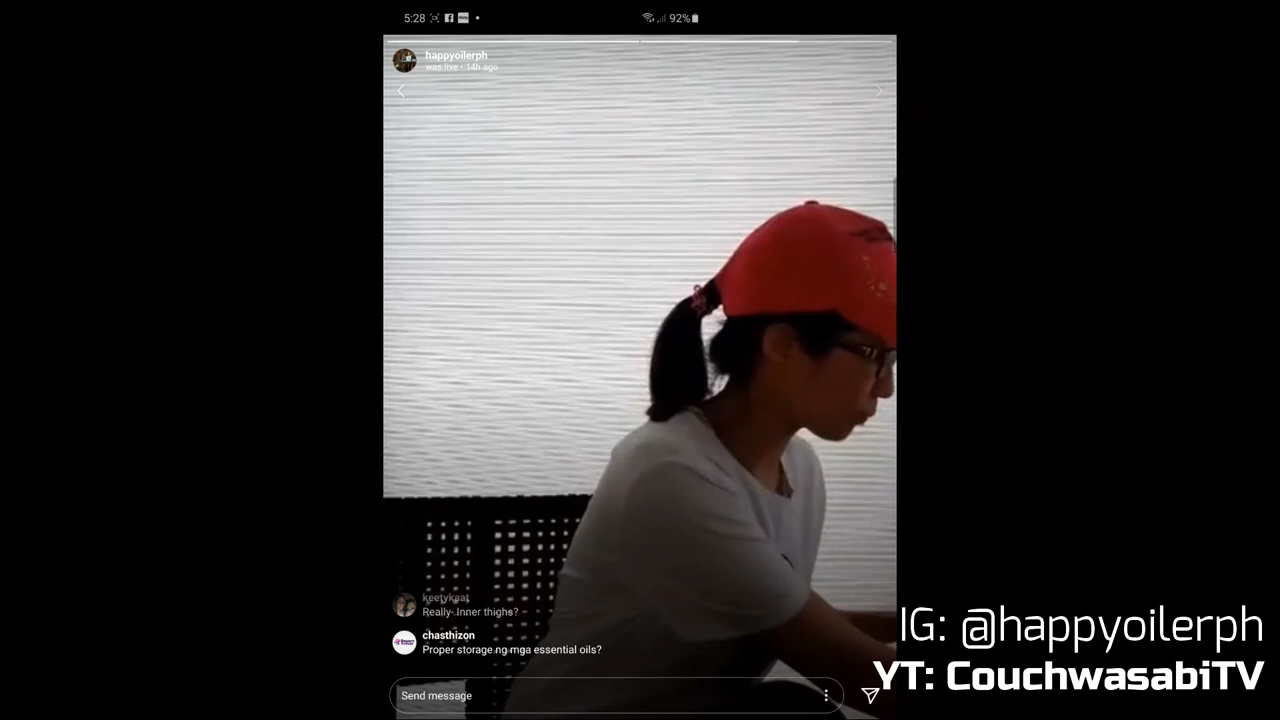 5:28
92%
happyoilerph
was live • 14h ago
keetykaat
Really- Inner thighs?
chasthizon
Proper storage ng mga essential oils?
Send message
IG: @happyoilerph
YT: CouchwasabiTV